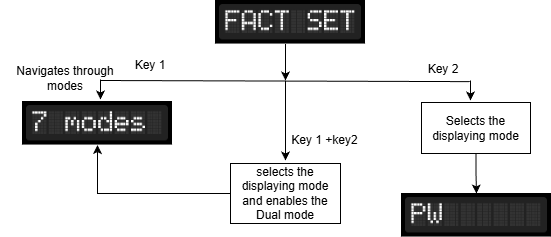 FACT SET
Navigates through
modes
Key 1
Key 2
7 modes
Selects the
displaying mode
Key 1 +key2
selects the
displaying mode
and enables the
Dual mode
PW